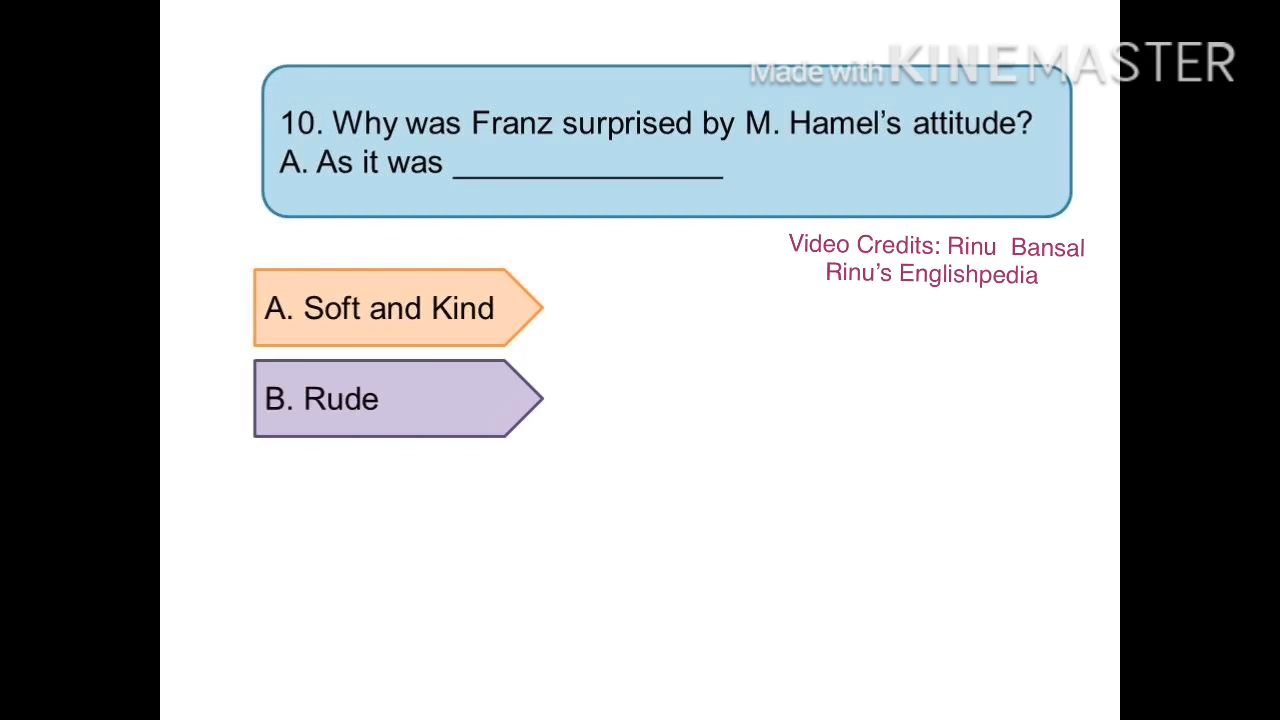 Made with KINEMASTER
10. Why was Franz surprised by M. Hamel's attitude?
A. As it was _______________
Video Credits: Rinu Bansal
Rinu's Englishpedia
A. Soft and Kind
B. Rude